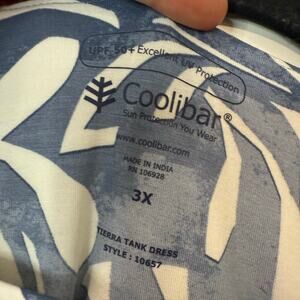 UPF 50+ Excellent UV Protection
Coolibar®
Sun Protection You Wear
www.coolibar.com
MADE IN INDIA
RN 106928
3X
TIERRA TANK DRESS
STYLE : 10657